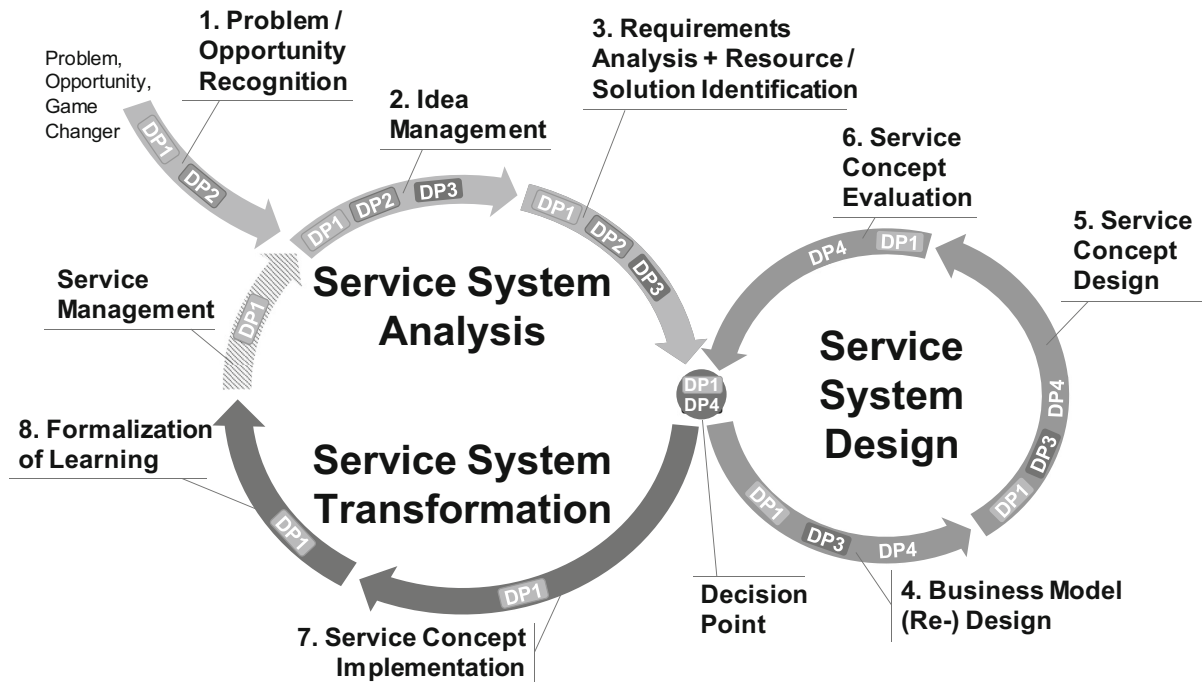 Problem,
Opportunity,
Game
Changer
1. Problem /
Opportunity
Recognition
DP1
DP2
2. Idea
Management
DP1
DP2
DP3
3. Requirements
Analysis + Resource /
Solution Identification
DP1
DP2
DP3
Service System
Analysis
Service
Management
DP1
6. Service
Concept
Evaluation
DP4
DP1
5. Service
Concept
Design
DP4
DP3
DP1
Service
System
Design
DP1
DP4
Decision
Point
DP1
DP3
DP4
4. Business Model
(Re-) Design
Service System
Transformation
DP1
7. Service Concept
Implementation
8. Formalization
of Learning
DP1